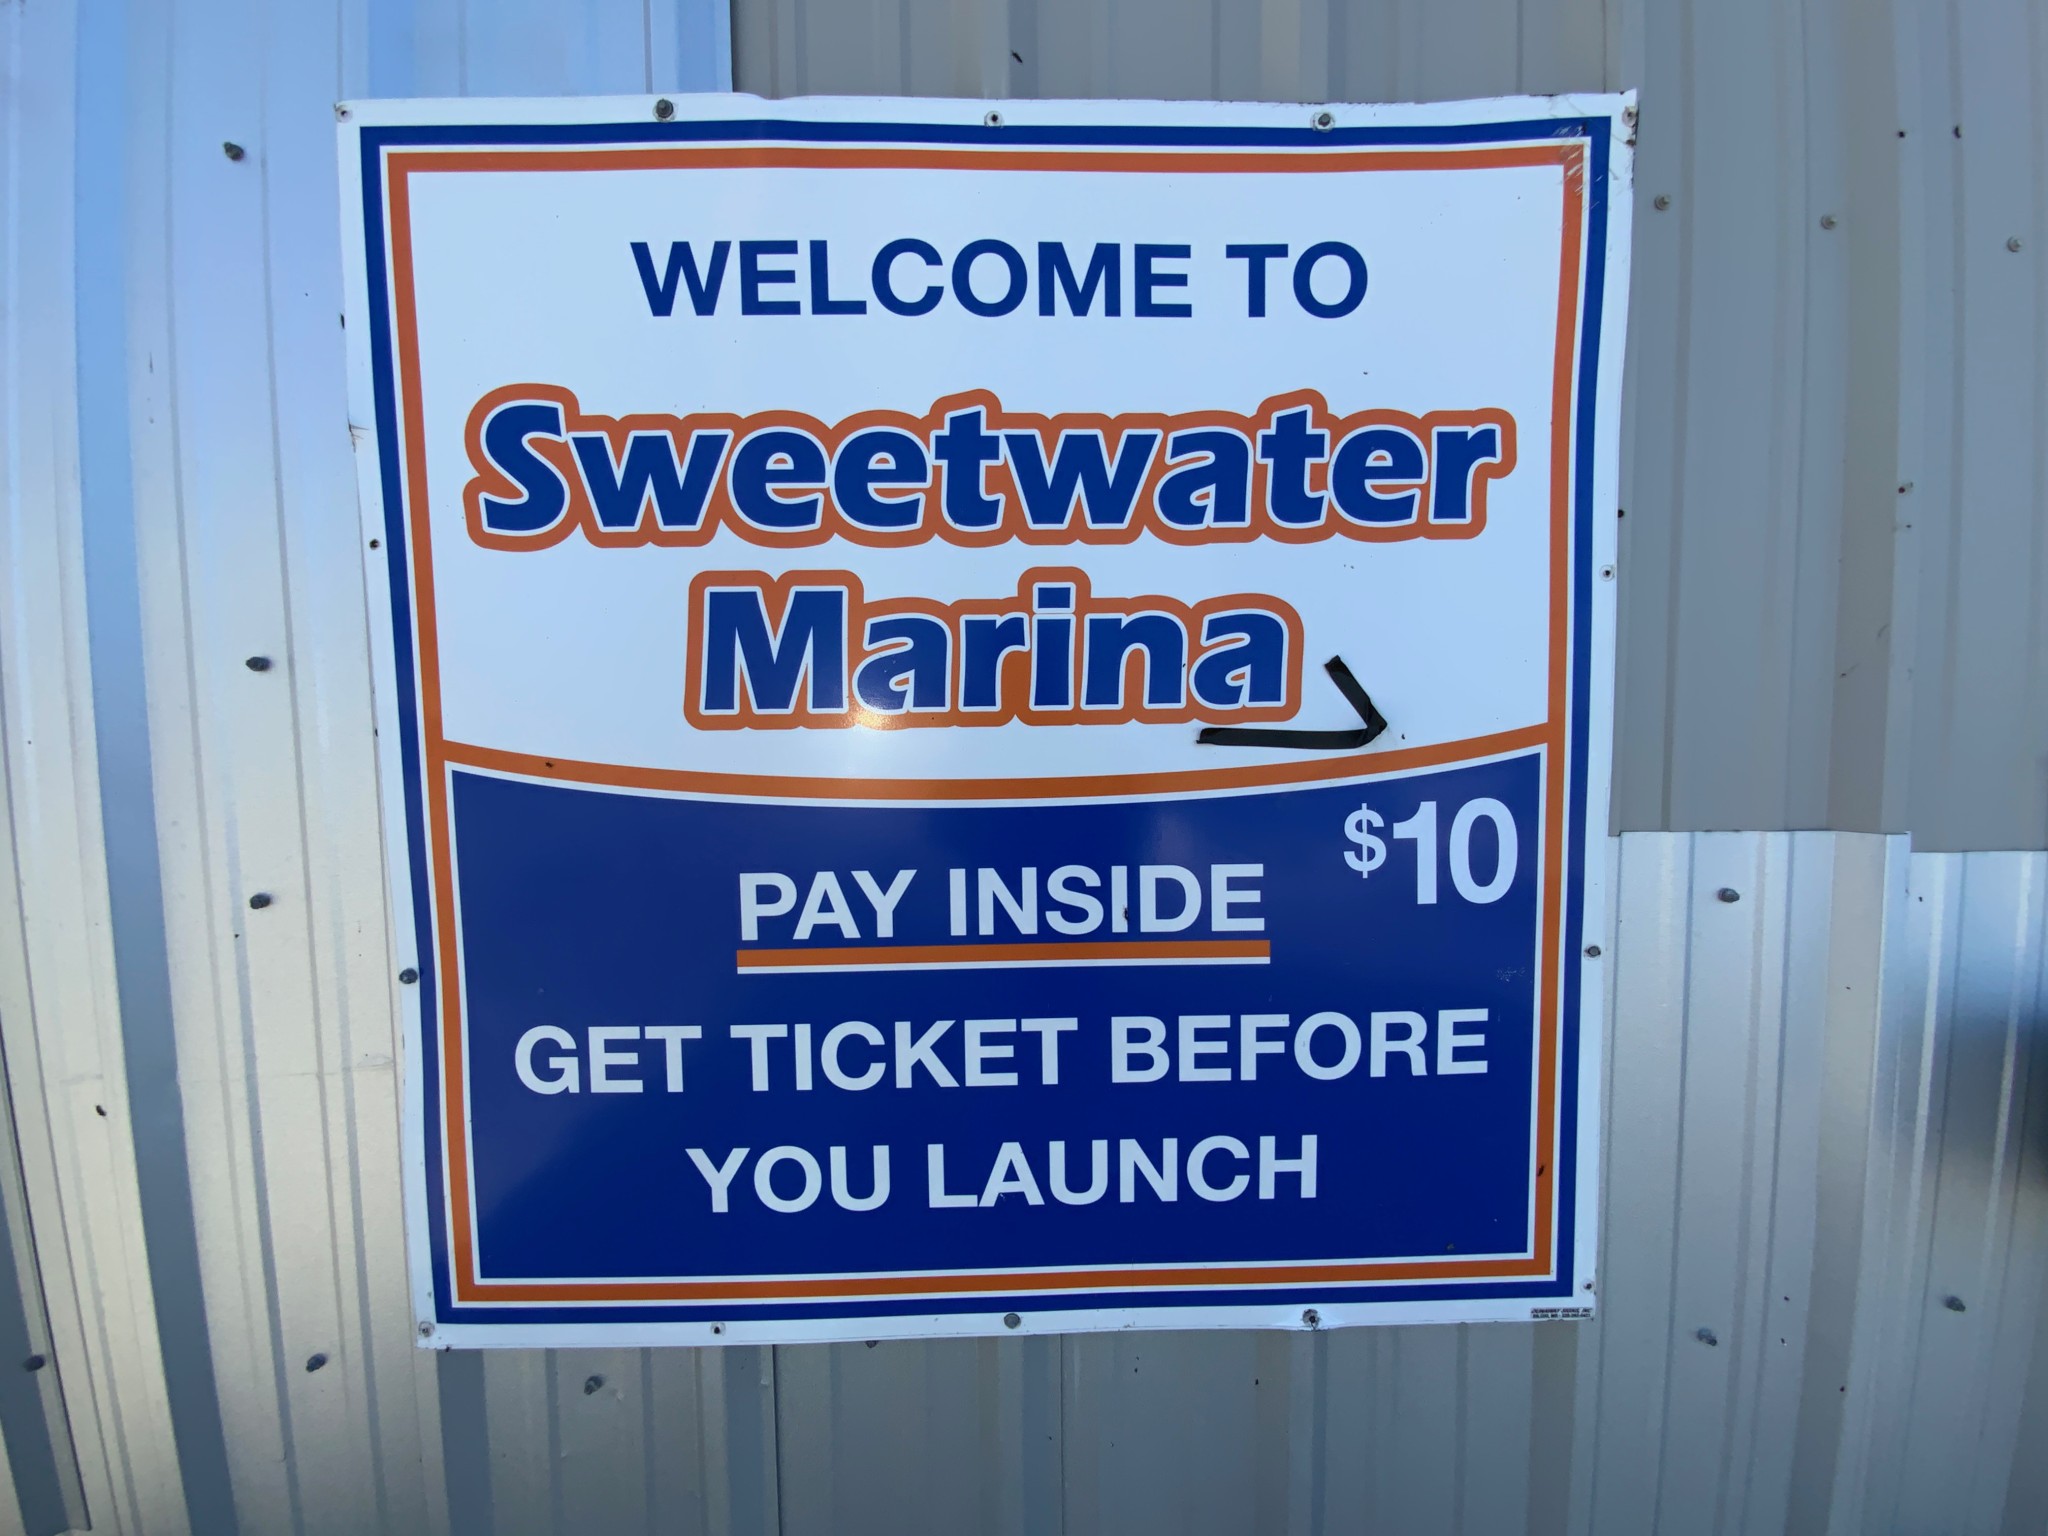 WELCOME TO
Sweetwater
Marina
$10
PAY INSIDE
GET TICKET BEFORE
YOU LAUNCH